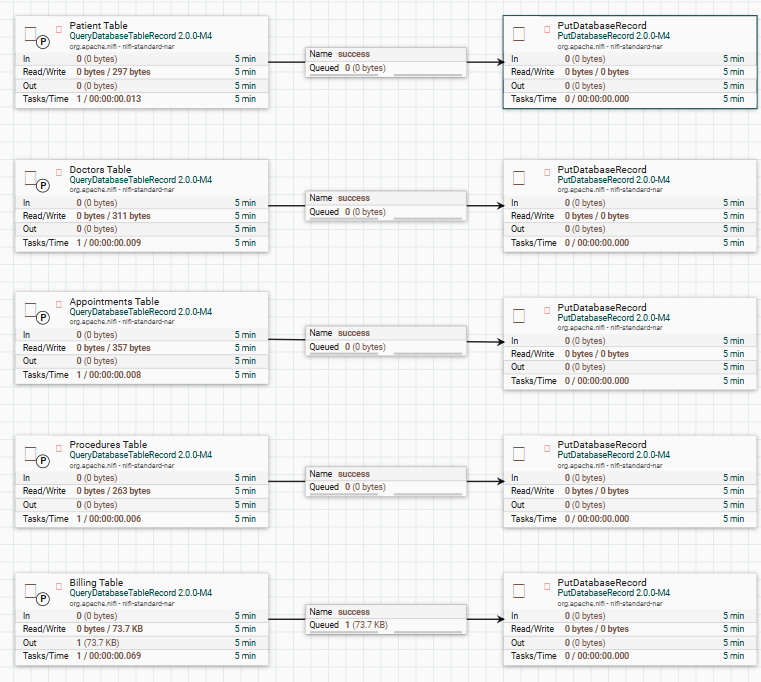 Patient Table
QueryDatabaseTableRecord 2.0.0-M4
org.apache.nifi - nifi-standard-nar
P
In 0 (0 bytes) 5 min
Read/Write 0 bytes / 297 bytes 5 min
Out 0 (0 bytes) 5 min
Tasks/Time 1 / 00:00:00.013 5 min
Name success
Queued 0 (0 bytes)
PutDatabaseRecord
PutDatabaseRecord 2.0.0-M4
org.apache.nifi - nifi-standard-nar
In 0 (0 bytes) 5 min
Read/Write 0 bytes / 0 bytes 5 min
Out 0 (0 bytes) 5 min
Tasks/Time 0 / 00:00:00.000 5 min
Doctors Table
QueryDatabaseTableRecord 2.0.0-M4
org.apache.nifi - nifi-standard-nar
P
In 0 (0 bytes) 5 min
Read/Write 0 bytes / 311 bytes 5 min
Out 0 (0 bytes) 5 min
Tasks/Time 1 / 00:00:00.009 5 min
Name success
Queued 0 (0 bytes)
PutDatabaseRecord
PutDatabaseRecord 2.0.0-M4
org.apache.nifi - nifi-standard-nar
In 0 (0 bytes) 5 min
Read/Write 0 bytes / 0 bytes 5 min
Out 0 (0 bytes) 5 min
Tasks/Time 0 / 00:00:00.000 5 min
Appointments Table
QueryDatabaseTableRecord 2.0.0-M4
org.apache.nifi - nifi-standard-nar
P
In 0 (0 bytes) 5 min
Read/Write 0 bytes / 357 bytes 5 min
Out 0 (0 bytes) 5 min
Tasks/Time 1 / 00:00:00.008 5 min
Name success
Queued 0 (0 bytes)
PutDatabaseRecord
PutDatabaseRecord 2.0.0-M4
org.apache.nifi - nifi-standard-nar
In 0 (0 bytes) 5 min
Read/Write 0 bytes / 0 bytes 5 min
Out 0 (0 bytes) 5 min
Tasks/Time 0 / 00:00:00.000 5 min
Procedures Table
QueryDatabaseTableRecord 2.0.0-M4
org.apache.nifi - nifi-standard-nar
P
In 0 (0 bytes) 5 min
Read/Write 0 bytes / 263 bytes 5 min
Out 0 (0 bytes) 5 min
Tasks/Time 1 / 00:00:00.006 5 min
Name success
Queued 0 (0 bytes)
PutDatabaseRecord
PutDatabaseRecord 2.0.0-M4
org.apache.nifi - nifi-standard-nar
In 0 (0 bytes) 5 min
Read/Write 0 bytes / 0 bytes 5 min
Out 0 (0 bytes) 5 min
Tasks/Time 0 / 00:00:00.000 5 min
Billing Table
QueryDatabaseTableRecord 2.0.0-M4
org.apache.nifi - nifi-standard-nar
P
In 0 (0 bytes) 5 min
Read/Write 0 bytes / 73.7 KB 5 min
Out 1 (73.7 KB) 5 min
Tasks/Time 1 / 00:00:00.069 5 min
Name success
Queued 1 (73.7 KB)
PutDatabaseRecord
PutDatabaseRecord 2.0.0-M4
org.apache.nifi - nifi-standard-nar
In 0 (0 bytes) 5 min
Read/Write 0 bytes / 0 bytes 5 min
Out 0 (0 bytes) 5 min
Tasks/Time 0 / 00:00:00.000 5 min